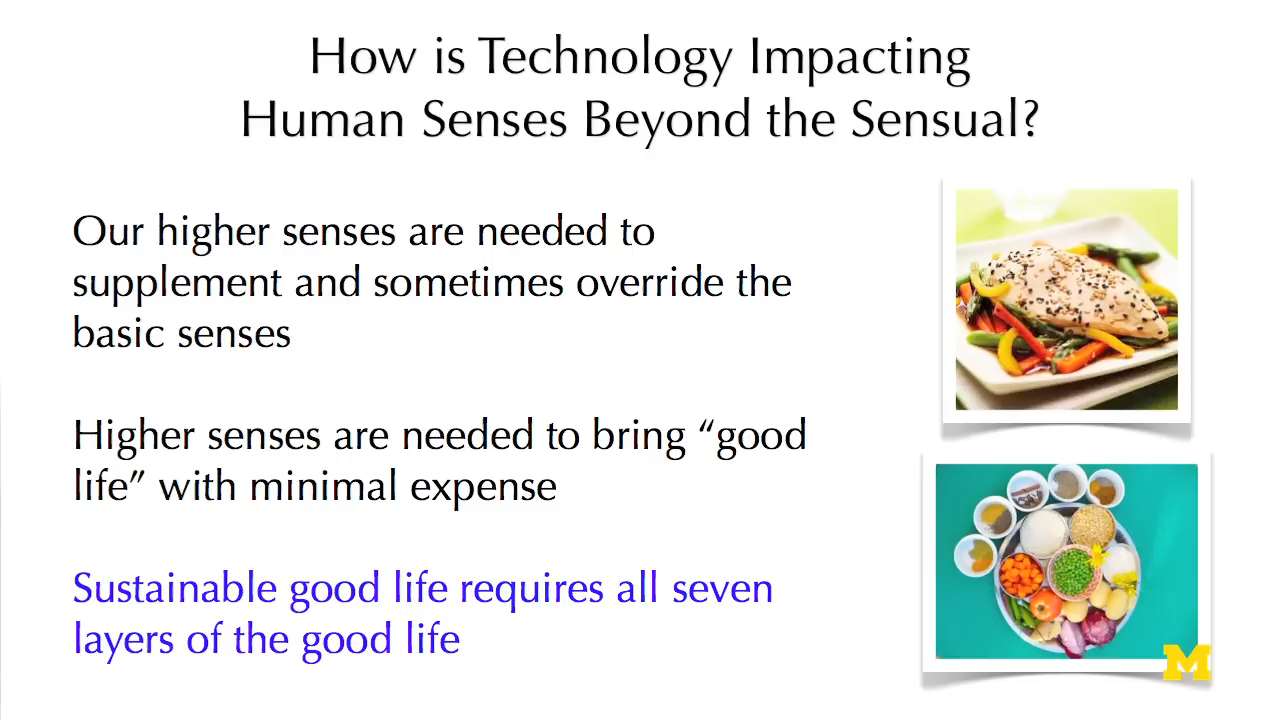 How is Technology Impacting
Human Senses Beyond the Sensual?
Our higher senses are needed to
supplement and sometimes override the
basic senses
Higher senses are needed to bring “good
life” with minimal expense
Sustainable good life requires all seven
layers of the good life
M